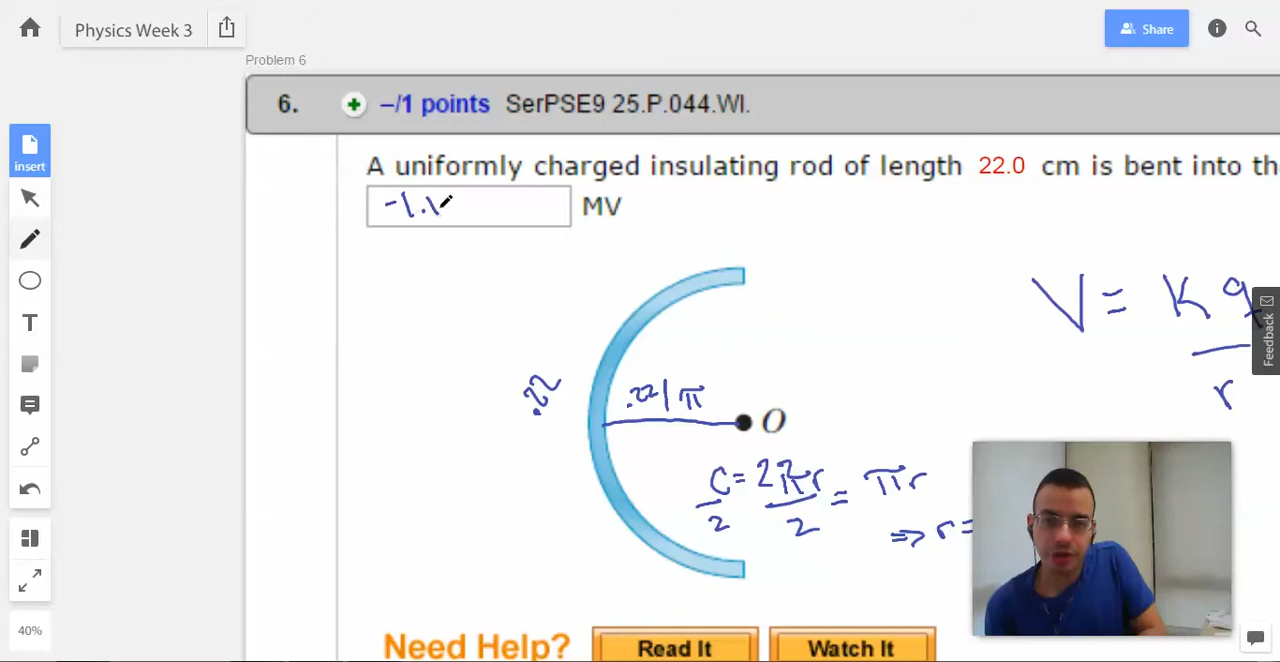 Physics Week 3
Share
Problem 6
6. –/1 points SerPSE9 25.P.044.WI.
A uniformly charged insulating rod of length 22.0 cm is bent into th
-1.1 MV
insert
T
V = K q
r
Feedback
.22
.22/π
O
C = 2πr = πr
2 2
⇒ r =
40%
Need Help? Read It Watch It